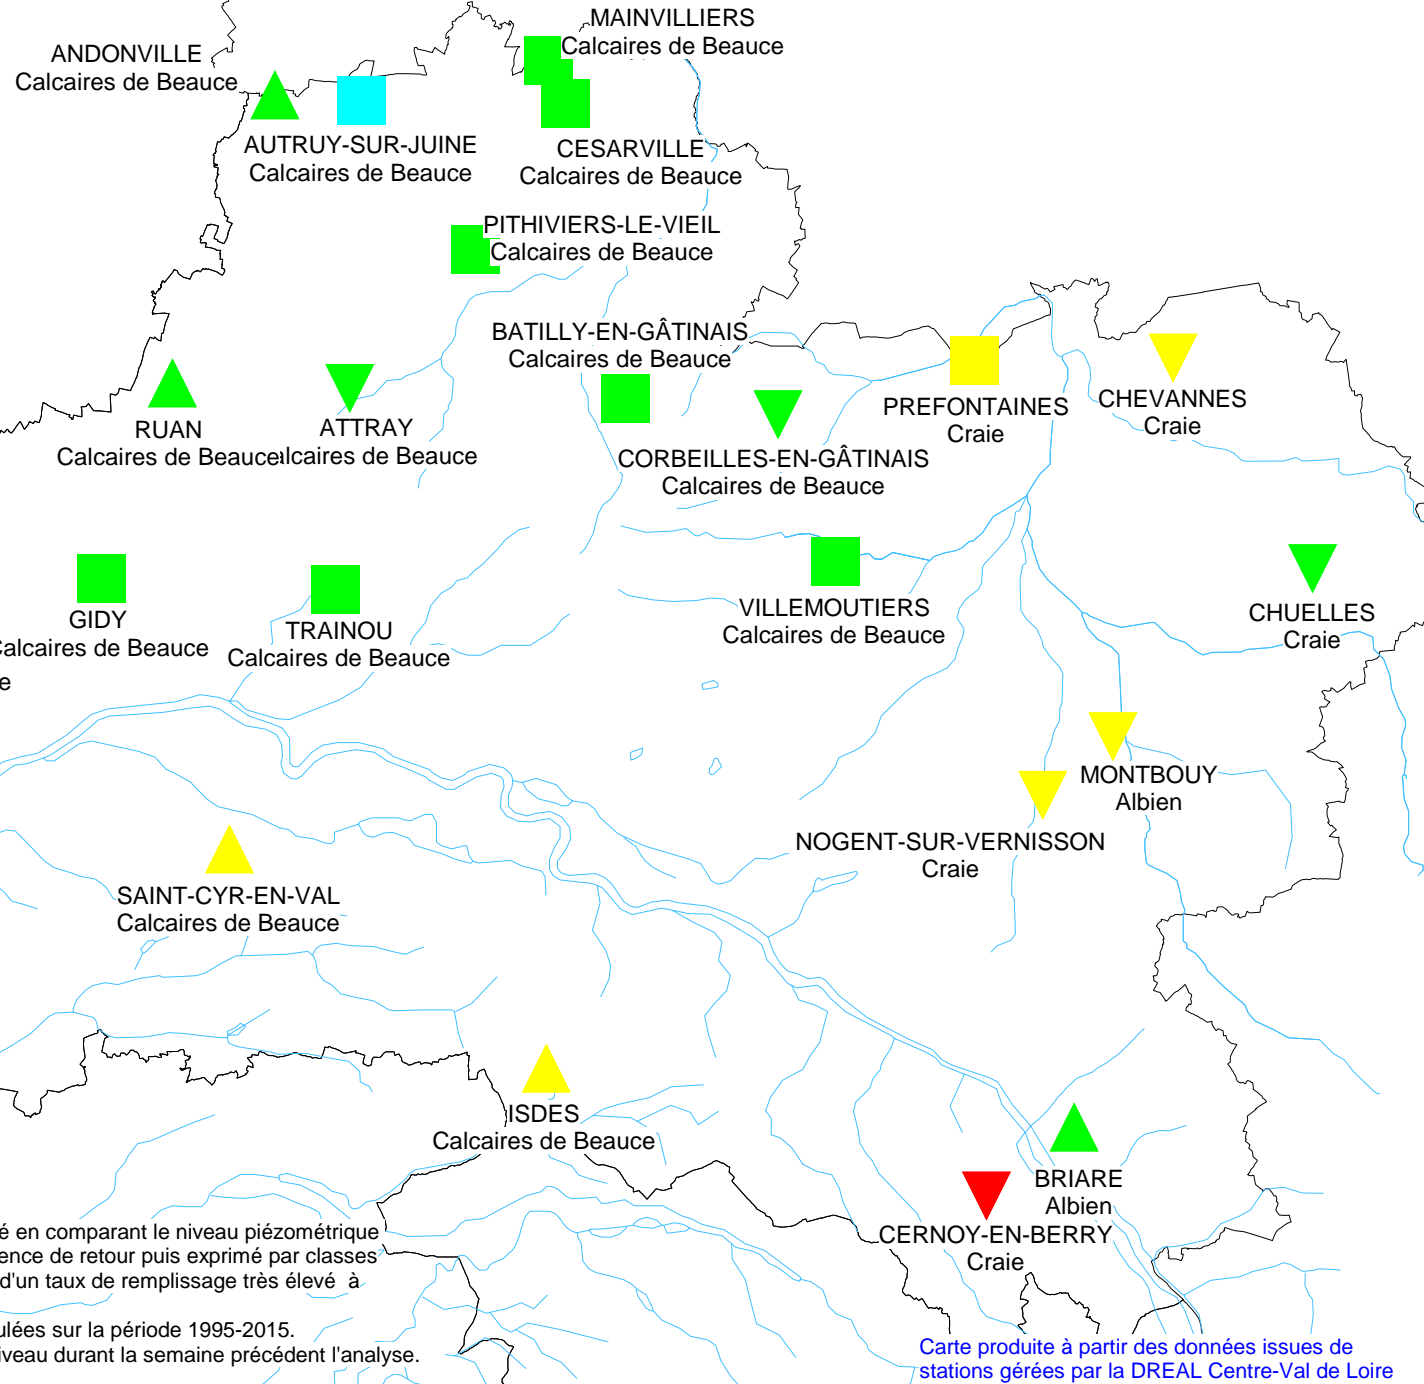 MAINVILLIERS
Calcaires de Beauce
ANDONVILLE
Calcaires de Beauce
AUTRUY-SUR-JUINE
Calcaires de Beauce
CESARVILLE
Calcaires de Beauce
PITHIVIERS-LE-VIEIL
Calcaires de Beauce
BATILLY-EN-GÂTINAIS
Calcaires de Beauce
PREFONTAINES
Craie
CHEVANNES
Craie
RUAN
Calcaires de Beauce
ATTRAY
alcaires de Beauce
CORBEILLES-EN-GÂTINAIS
Calcaires de Beauce
GIDY
Calcaires de Beauce
e
TRAINOU
Calcaires de Beauce
VILLEMOUTIERS
Calcaires de Beauce
CHUELLES
Craie
MONTBOUY
Albien
NOGENT-SUR-VERNISSON
Craie
SAINT-CYR-EN-VAL
Calcaires de Beauce
ISDES
Calcaires de Beauce
BRIARE
Albien
CERNOY-EN-BERRY
Craie
é en comparant le niveau piézométrique
ence de retour puis exprimé par classes
d'un taux de remplissage très élevé à
ulées sur la période 1995-2015.
iveau durant la semaine précédent l'analyse.
Carte produite à partir des données issues de
stations gérées par la DREAL Centre-Val de Loire